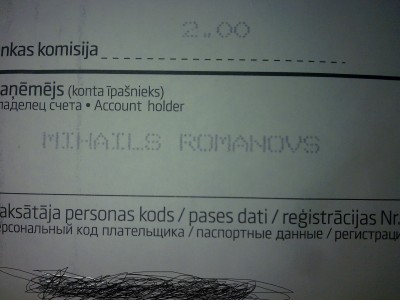 2.00
nkas komisija
aņēmējs (konta īpašnieks)
ладелец счета • Account holder
MIHAILS ROMANOVS
aksātāja personas kods / pases dati / reģistrācijas Nr.
ерсональный код плательщика / паспортные данные / регистраци